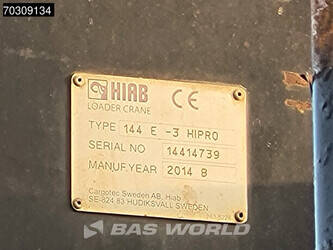 70309134
HIAB CE
LOADER CRANE
TYPE 144 E -3 HIPRO
SERIAL NO 14414739
MANUF.YEAR 2014 8
Cargotec Sweden AB, Hiab
SE-824 83 HUDIKSVALL SWEDEN
BAS WORLD